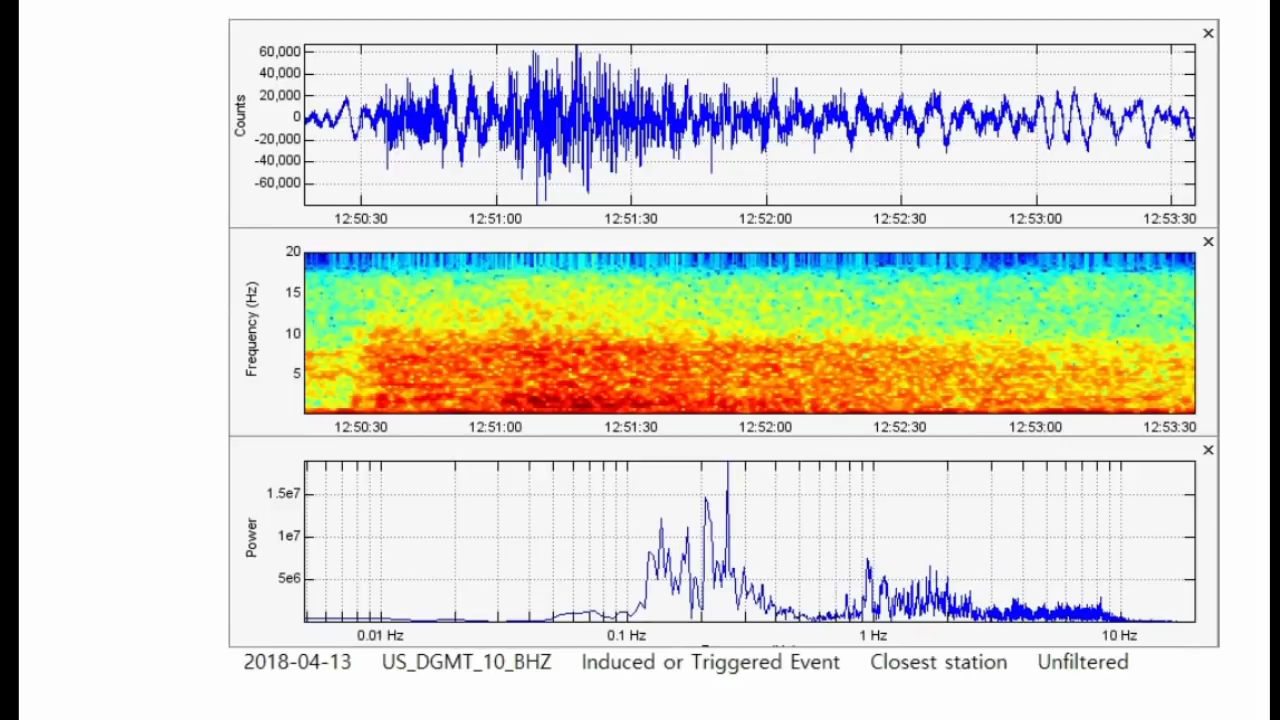 ×
60,000
40,000
20,000
0
-20,000
-40,000
-60,000
Counts
12:50:30 12:51:00 12:51:30 12:52:00 12:52:30 12:53:00 12:53:30
×
20
15
10
5
Frequency (Hz)
12:50:30 12:51:00 12:51:30 12:52:00 12:52:30 12:53:00 12:53:30
×
1.5e7
1e7
5e6
Power
0.01 Hz 0.1 Hz 1 Hz 10 Hz
2018-04-13 US_DGMT_10_BHZ Induced or Triggered Event Closest station Unfiltered